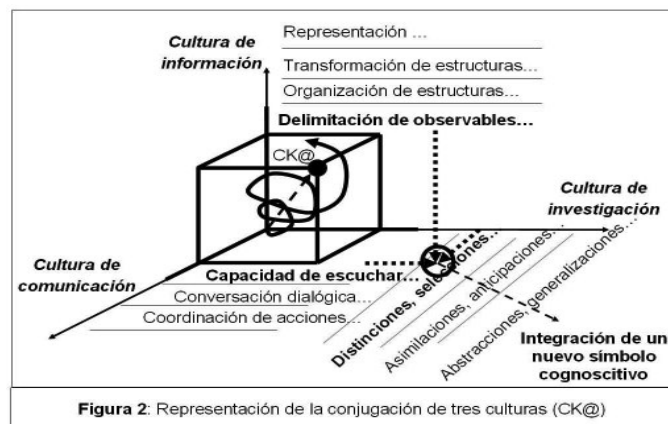 Cultura de
información
Representación ...
Transformación de estructuras...
Organización de estructuras...
Delimitación de observables...
CK@
Cultura de
investigación
Cultura de
comunicación
Capacidad de escuchar...
Conversación dialógica...
Coordinación de acciones...
Distinciones, selecciones...
Asimilaciones, anticipaciones...
Abstracciones, generalizaciones...
Integración de un
nuevo símbolo
cognoscitivo
Figura 2: Representación de la conjugación de tres culturas (CK@)